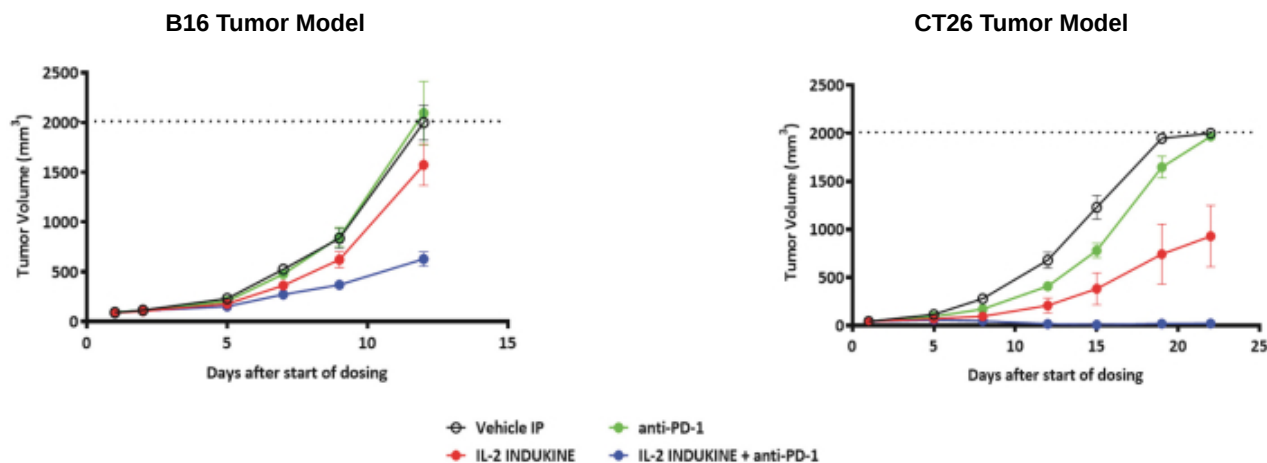 B16 Tumor Model
CT26 Tumor Model
Tumor Volume (mm³)
2500
2000
1500
1000
500
0
0 5 10 15
Days after start of dosing
Tumor Volume (mm³)
2500
2000
1500
1000
500
0
0 5 10 15 20 25
Days after start of dosing
Vehicle IP
anti-PD-1
IL-2 INDUKINE
IL-2 INDUKINE + anti-PD-1